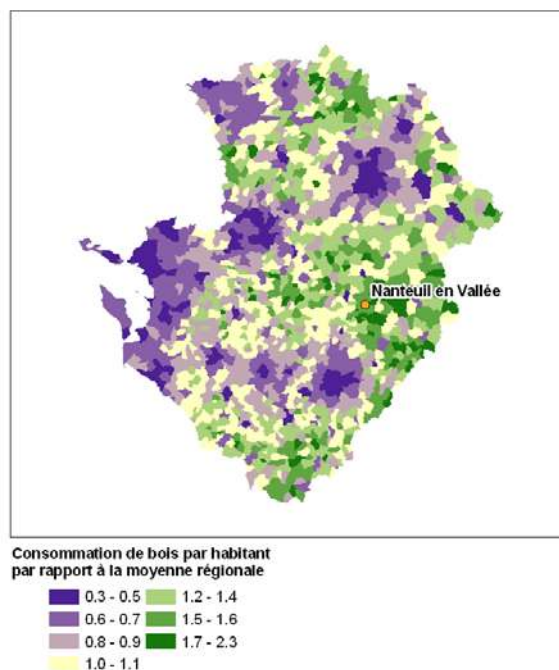 Nanteuil en Vallée
Consommation de bois par habitant
par rapport à la moyenne régionale
0.3 - 0.5
0.6 - 0.7
0.8 - 0.9
1.0 - 1.1
1.2 - 1.4
1.5 - 1.6
1.7 - 2.3